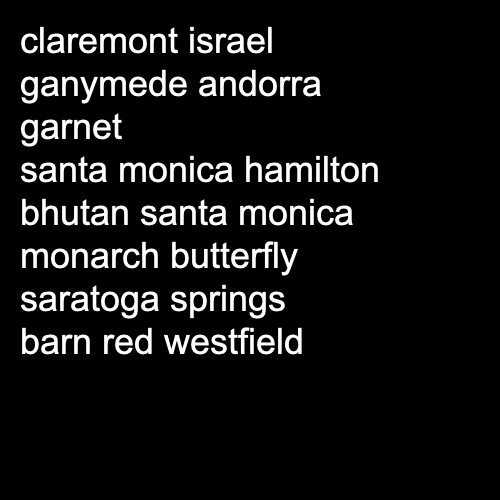 claremont israel
ganymede andorra
garnet
santa monica hamilton
bhutan santa monica
monarch butterfly
saratoga springs
barn red westfield